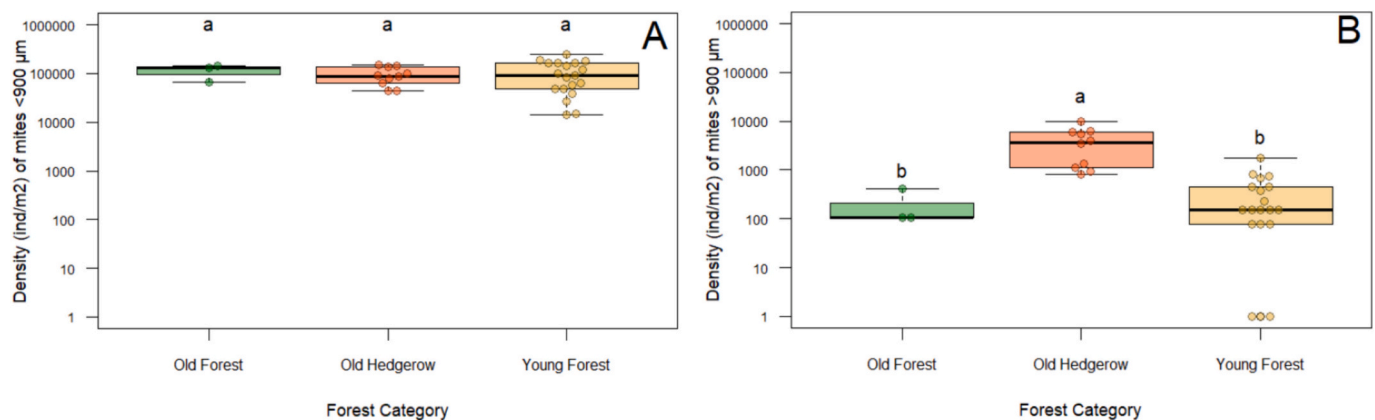 A
Density (ind/m2) of mites <900 µm
1000000
100000
10000
1000
100
10
1
a
a
a
Old Forest
Old Hedgerow
Young Forest
Forest Category
B
Density (ind/m2) of mites >900 µm
1000000
100000
10000
1000
100
10
1
b
a
b
Old Forest
Old Hedgerow
Young Forest
Forest Category